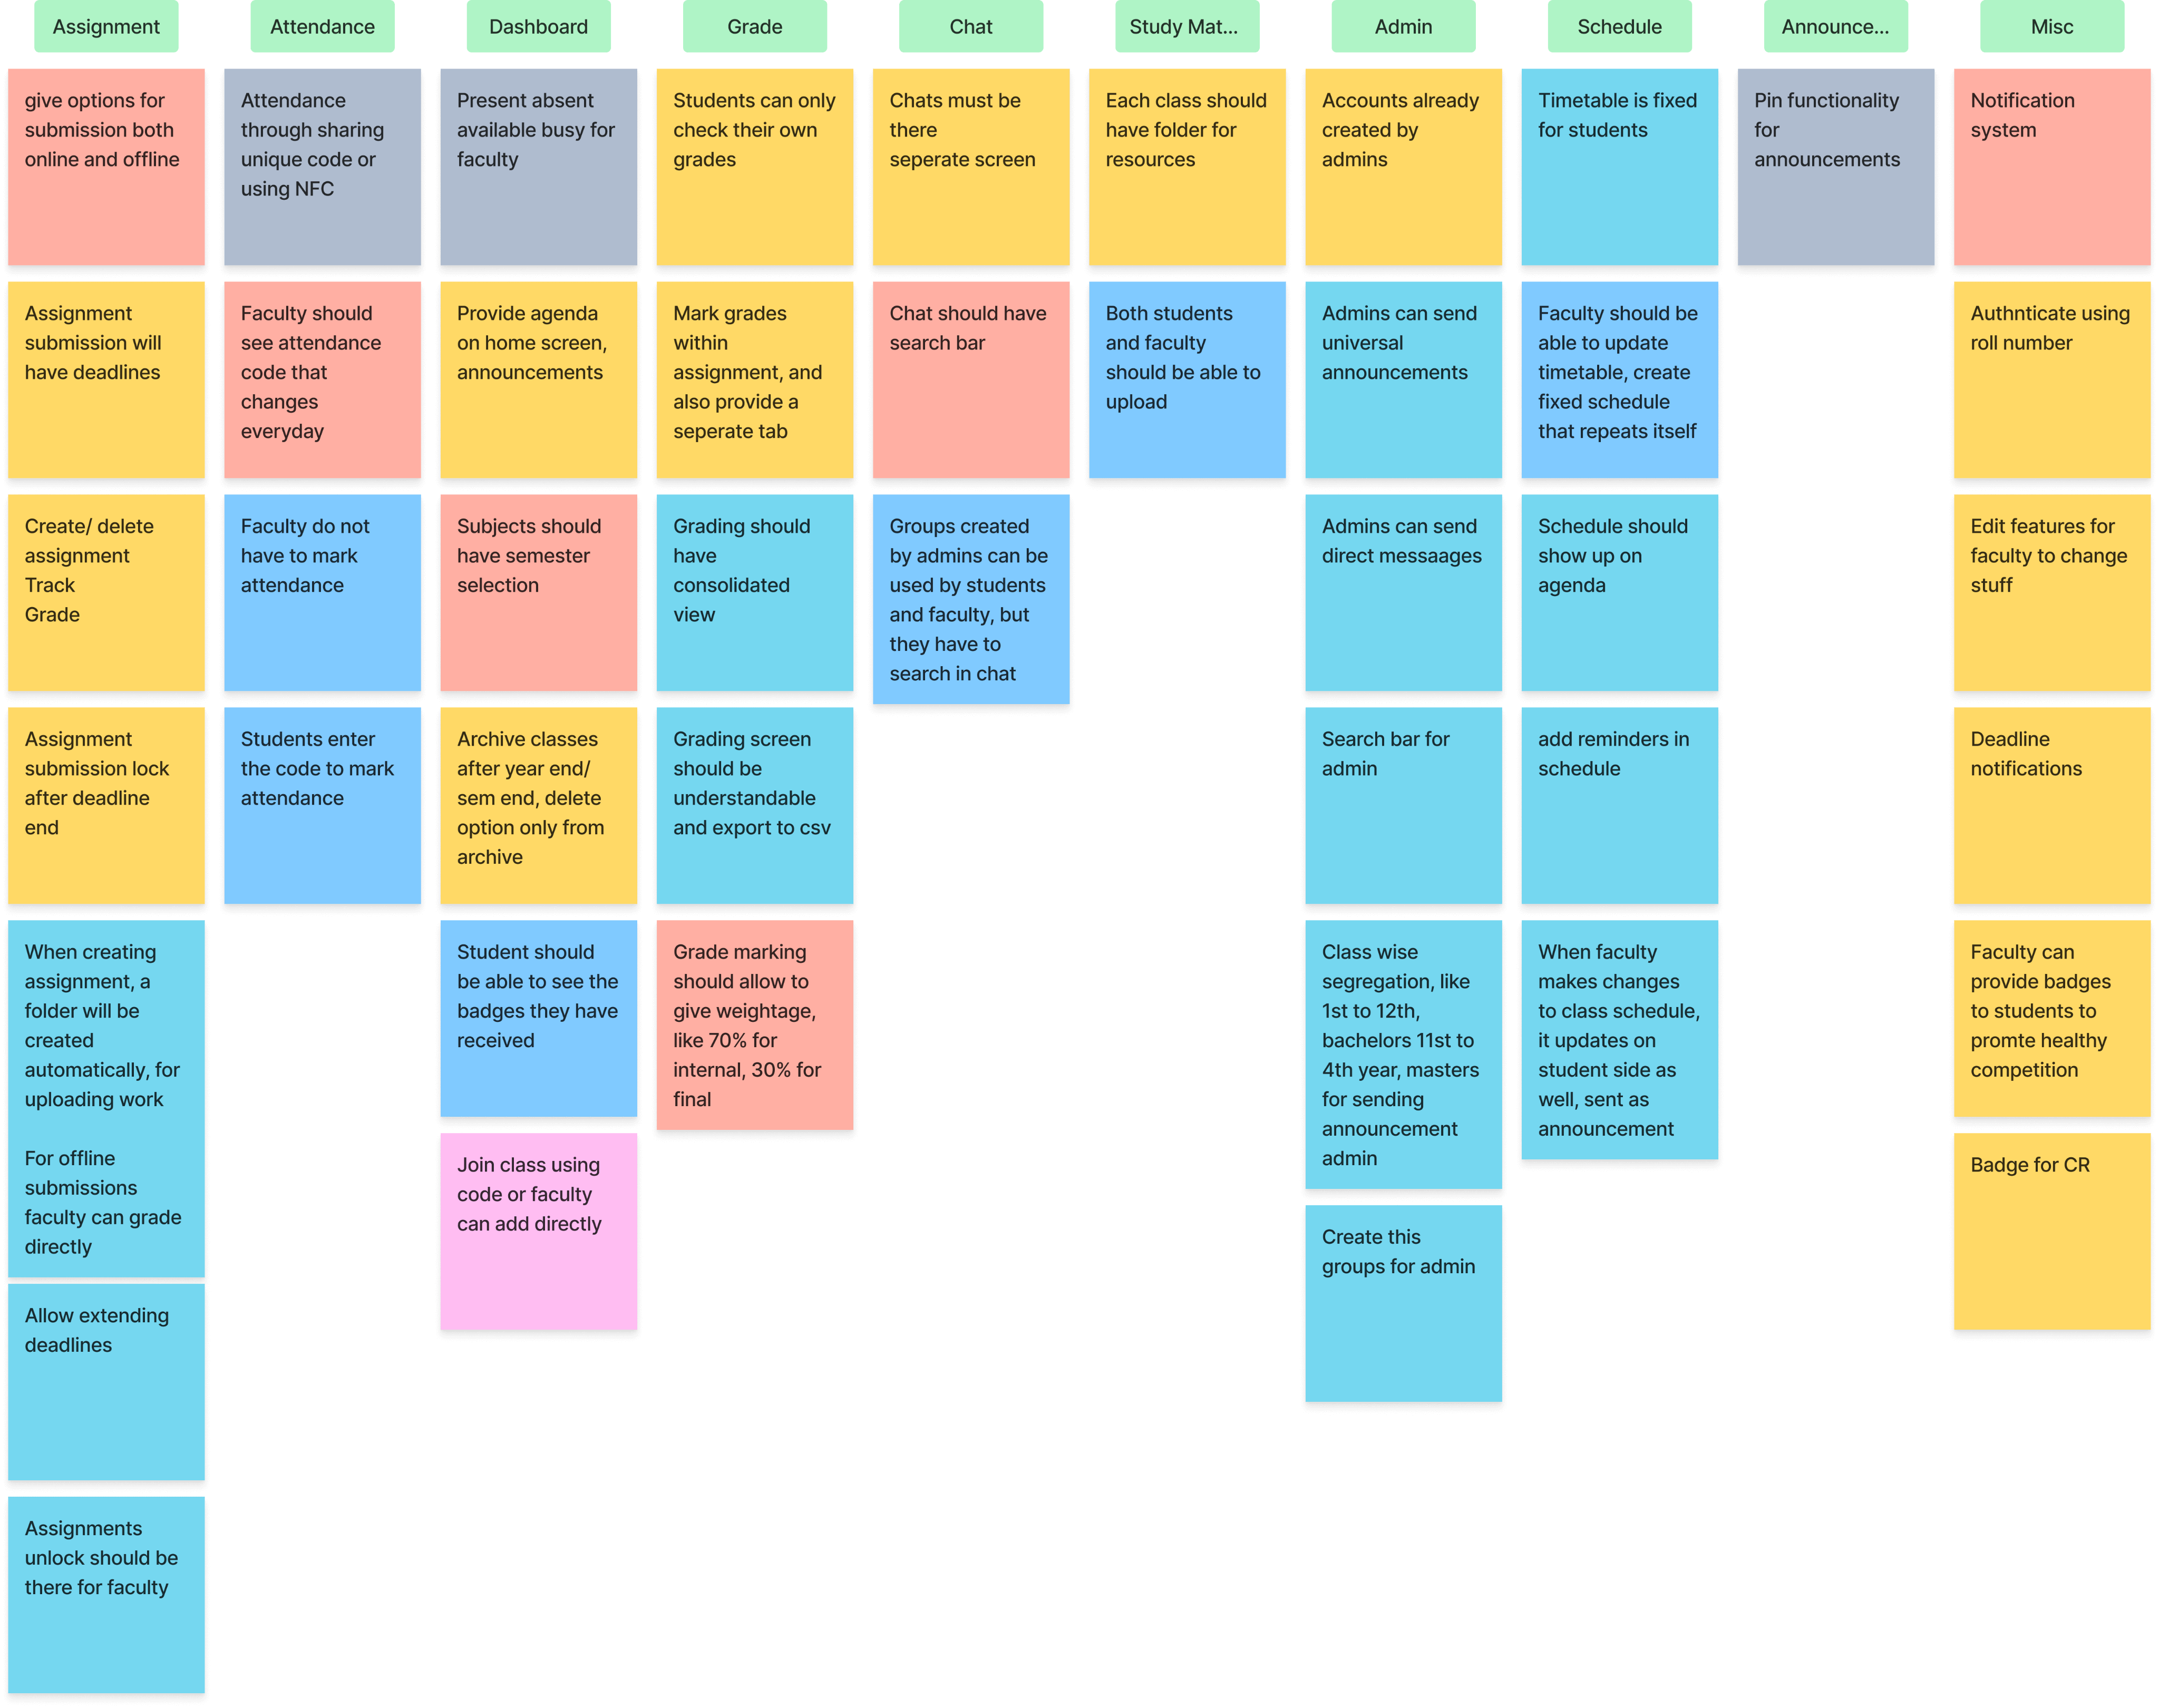 Assignment
give options for
submission both
online and offline
Assignment
submission will
have deadlines
Create/ delete
assignment
Track
Grade
Assignment
submission lock
after deadline
end
When creating
assignment, a
folder will be
created
automatically, for
uploading work
For offline
submissions
faculty can grade
directly
Allow extending
deadlines
Assignments
unlock should be
there for faculty
Attendance
Attendance
through sharing
unique code or
using NFC
Faculty should
see attendance
code that
changes
everyday
Faculty do not
have to mark
attendance
Students enter
the code to mark
attendance
Dashboard
Present absent
available busy for
faculty
Provide agenda
on home screen,
announcements
Subjects should
have semester
selection
Archive classes
after year end/
sem end, delete
option only from
archive
Student should
be able to see the
badges they have
received
Join class using
code or faculty
can add directly
Grade
Students can only
check their own
grades
Mark grades
within
assignment, and
also provide a
seperate tab
Grading should
have
consolidated
view
Grading screen
should be
understandable
and export to csv
Grade marking
should allow to
give weightage,
like 70% for
internal, 30% for
final
Chat
Chats must be
there
seperate screen
Chat should have
search bar
Groups created
by admins can be
used by students
and faculty, but
they have to
search in chat
Study Mat...
Each class should
have folder for
resources
Both students
and faculty
should be able to
upload
Admin
Accounts already
created by
admins
Admins can send
universal
announcements
Admins can send
direct messaages
Search bar for
admin
Class wise
segregation, like
1st to 12th,
bachelors 11st to
4th year, masters
for sending
announcement
admin
Create this
groups for admin
Schedule
Timetable is fixed
for students
Faculty should be
able to update
timetable, create
fixed schedule
that repeats itself
Schedule should
show up on
agenda
add reminders in
schedule
When faculty
makes changes
to class schedule,
it updates on
student side as
well, sent as
announcement
Announce...
Pin functionality
for
announcements
Misc
Notification
system
Authnticate using
roll number
Edit features for
faculty to change
stuff
Deadline
notifications
Faculty can
provide badges
to students to
promte healthy
competition
Badge for CR